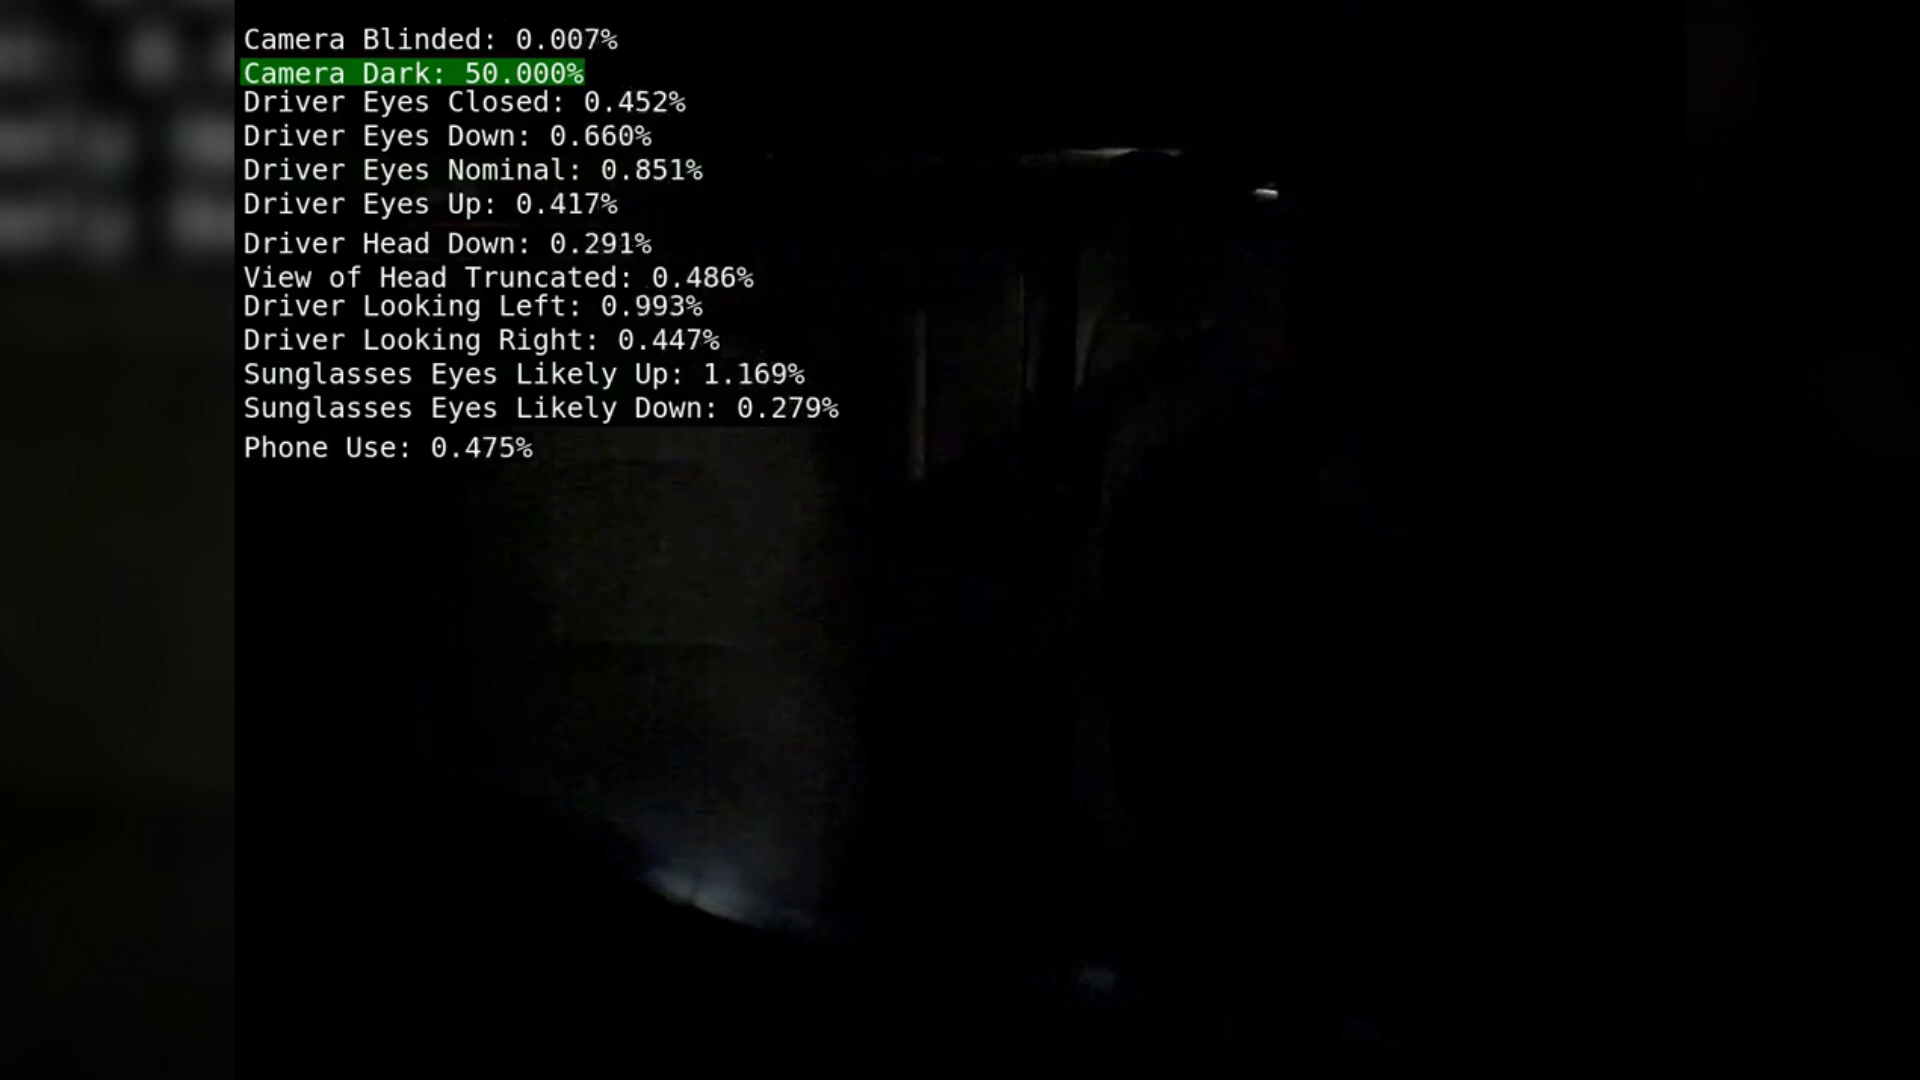 Camera Blinded: 0.007%
Camera Dark: 50.000%
Driver Eyes Closed: 0.452%
Driver Eyes Down: 0.660%
Driver Eyes Nominal: 0.851%
Driver Eyes Up: 0.417%
Driver Head Down: 0.291%
View of Head Truncated: 0.486%
Driver Looking Left: 0.993%
Driver Looking Right: 0.447%
Sunglasses Eyes Likely Up: 1.169%
Sunglasses Eyes Likely Down: 0.279%
Phone Use: 0.475%